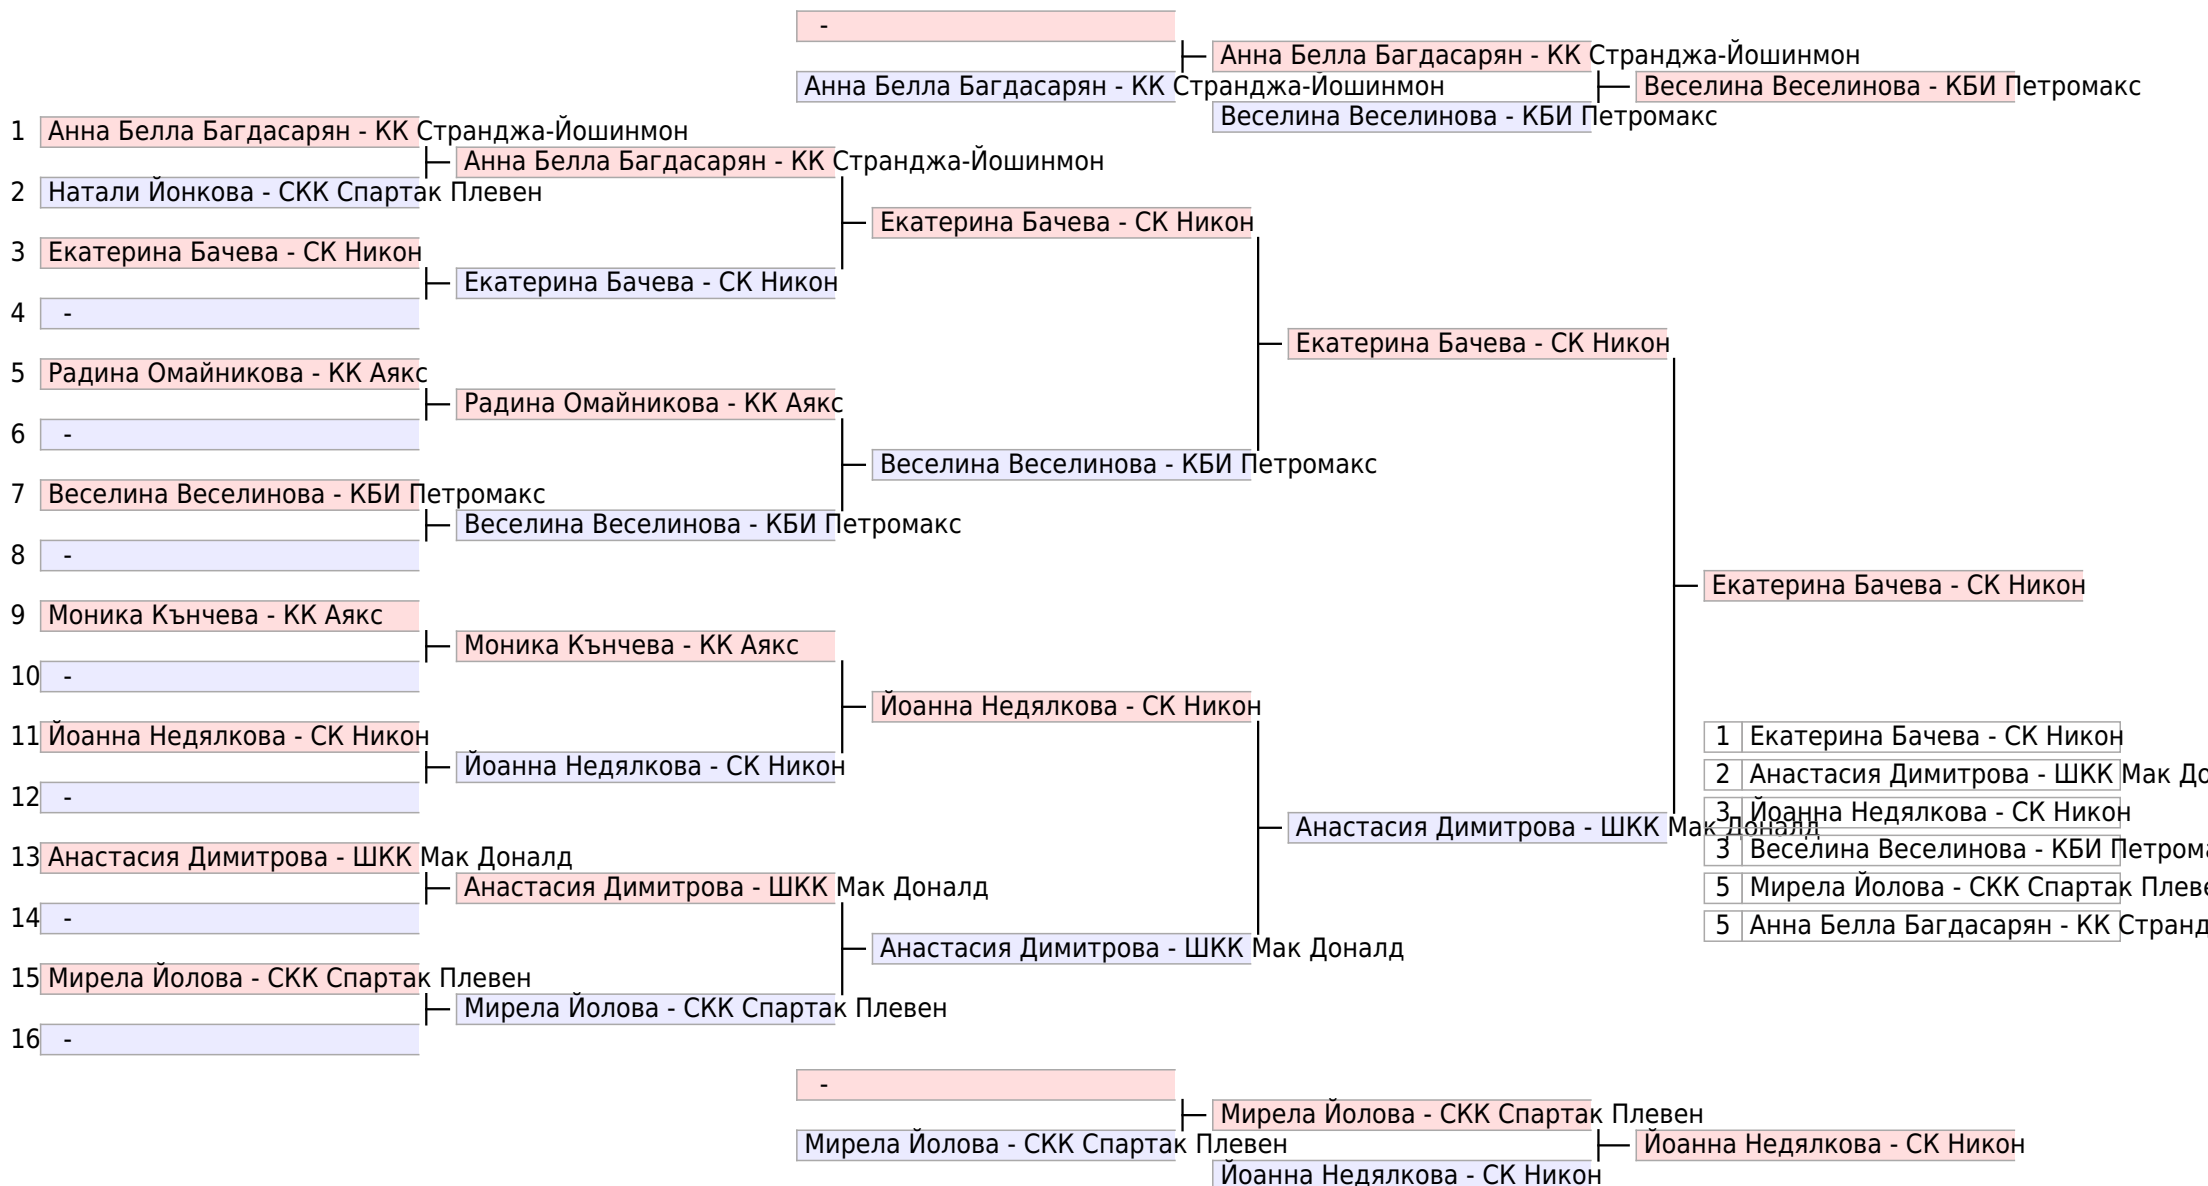 -
Анна Белла Багдасарян - КК Странджа-Йошинмон
Анна Белла Багдасарян - КК Странджа-Йошинмон
Веселина Веселинова - КБИ Петромакс
Веселина Веселинова - КБИ Петромакс
1 Анна Белла Багдасарян - КК Странджа-Йошинмон
Анна Белла Багдасарян - КК Странджа-Йошинмон
2 Натали Йонкова - СКК Спартак Плевен
Екатерина Бачева - СК Никон
3 Екатерина Бачева - СК Никон
Екатерина Бачева - СК Никон
4 -
Екатерина Бачева - СК Никон
5 Радина Омайникова - КК Аякс
Радина Омайникова - КК Аякс
6 -
Веселина Веселинова - КБИ Петромакс
7 Веселина Веселинова - КБИ Петромакс
Веселина Веселинова - КБИ Петромакс
8 -
Екатерина Бачева - СК Никон
9 Моника Кънчева - КК Аякс
Моника Кънчева - КК Аякс
10 -
Йоанна Недялкова - СК Никон
11 Йоанна Недялкова - СК Никон
Йоанна Недялкова - СК Никон
12 -
Анастасия Димитрова - ШКК Мак Доналд
13 Анастасия Димитрова - ШКК Мак Доналд
Анастасия Димитрова - ШКК Мак Доналд
14 -
Анастасия Димитрова - ШКК Мак Доналд
15 Мирела Йолова - СКК Спартак Плевен
Мирела Йолова - СКК Спартак Плевен
16 -
1 Екатерина Бачева - СК Никон
2 Анастасия Димитрова - ШКК Мак До
3 Йоанна Недялкова - СК Никон
3 Веселина Веселинова - КБИ Петрома
5 Мирела Йолова - СКК Спартак Плеве
5 Анна Белла Багдасарян - КК Странд
-
Мирела Йолова - СКК Спартак Плевен
Мирела Йолова - СКК Спартак Плевен
Йоанна Недялкова - СК Никон
Йоанна Недялкова - СК Никон